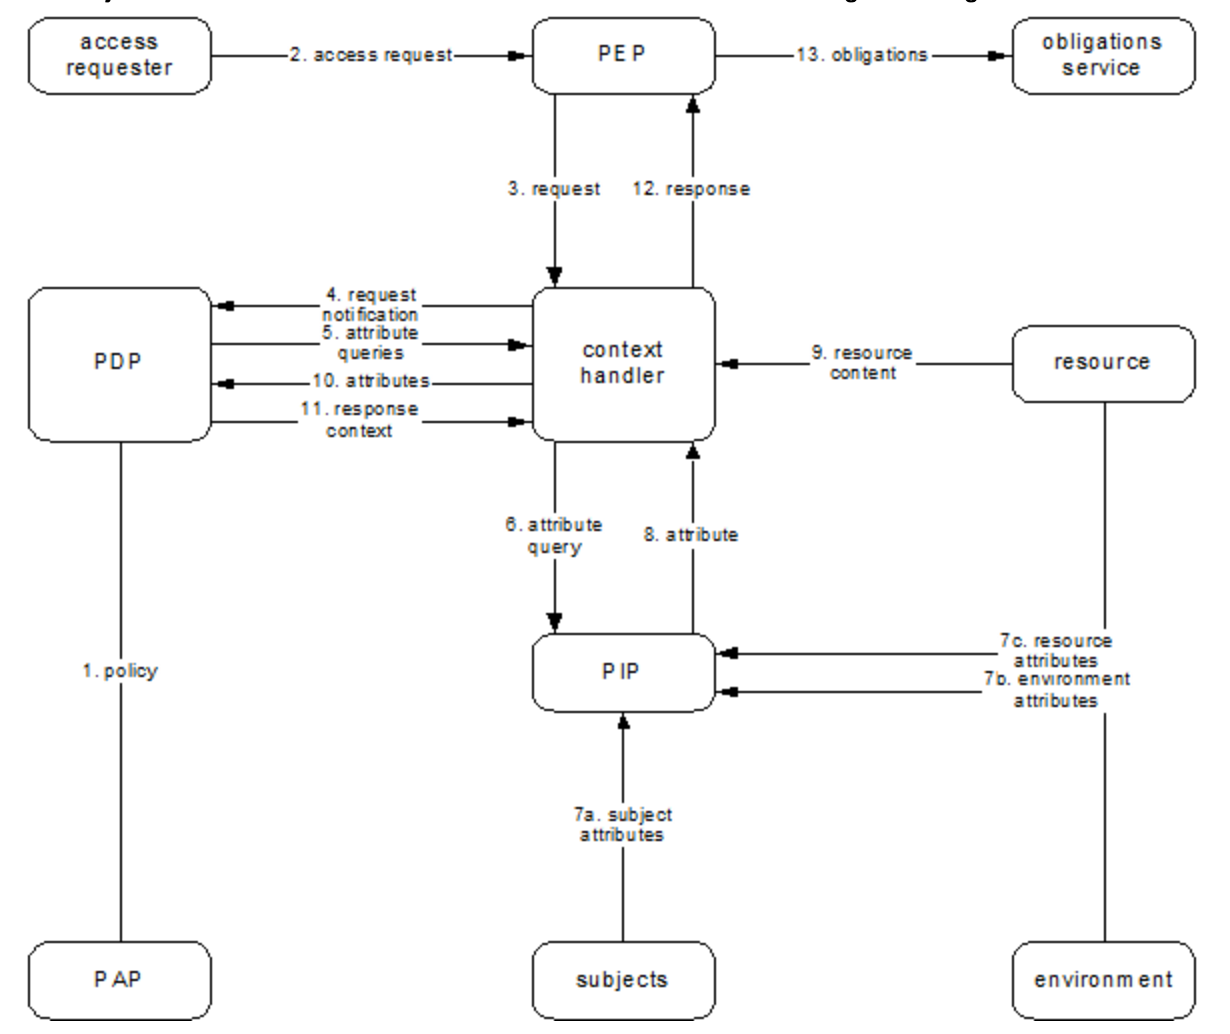 access
requester
2. access request
PEP
13. obligations
obligations
service
3. request
12. response
PDP
4. request
notification
5. attribute
queries
10. attributes
11. response
context
context
handler
9. resource
content
resource
6. attribute
query
8. attribute
1. policy
PIP
7c. resource
attributes
7b. environment
attributes
7a. subject
attributes
PAP
subjects
environment